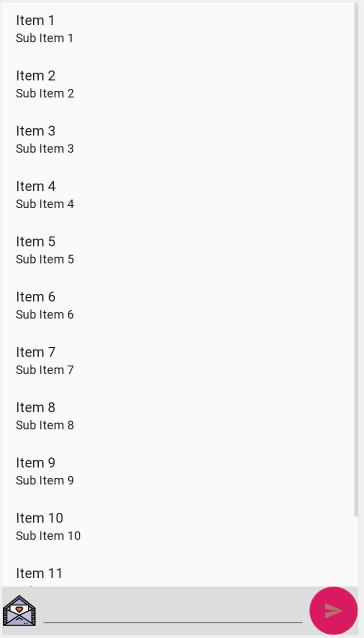 Item 1
Sub Item 1
Item 2
Sub Item 2
Item 3
Sub Item 3
Item 4
Sub Item 4
Item 5
Sub Item 5
Item 6
Sub Item 6
Item 7
Sub Item 7
Item 8
Sub Item 8
Item 9
Sub Item 9
Item 10
Sub Item 10
Item 11